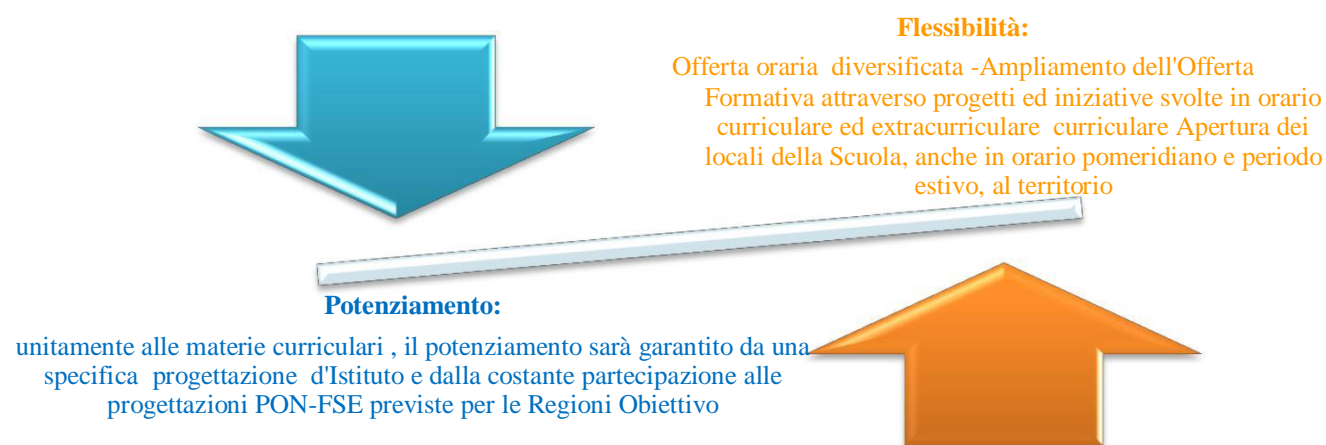 Flessibilità:
Offerta oraria diversificata -Ampliamento dell'Offerta
Formativa attraverso progetti ed iniziative svolte in orario
curriculare ed extracurriculare curriculare Apertura dei
locali della Scuola, anche in orario pomeridiano e periodo
estivo, al territorio
Potenziamento:
unitamente alle materie curriculari , il potenziamento sarà garantito da una
specifica progettazione d'Istituto e dalla costante partecipazione alle
progettazioni PON-FSE previste per le Regioni Obiettivo